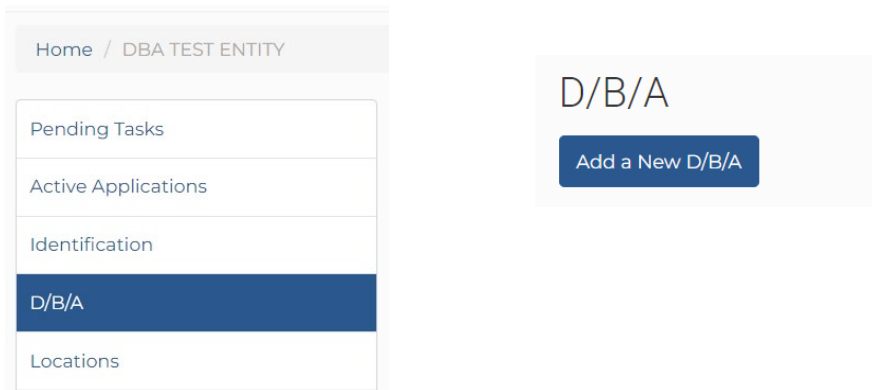 Home / DBA TEST ENTITY
Pending Tasks
Active Applications
Identification
D/B/A
Locations
D/B/A
Add a New D/B/A